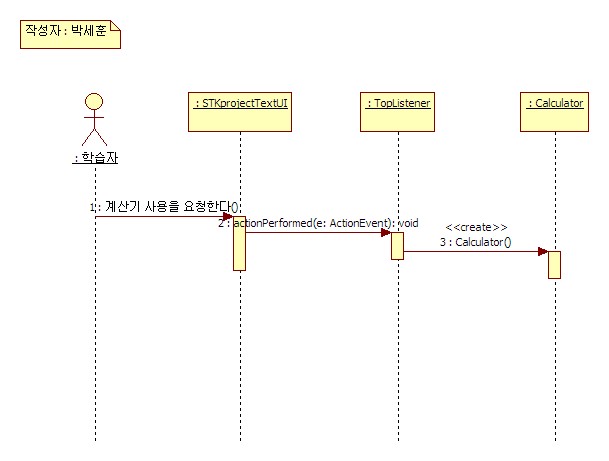 작성자 : 박세훈
: 학습자
: STKprojectTextUI
: TopListener
: Calculator
1 : 계산기 사용을 요청한다()
2 : actionPerformed(e: ActionEvent): void
<<create>>
3 : Calculator()